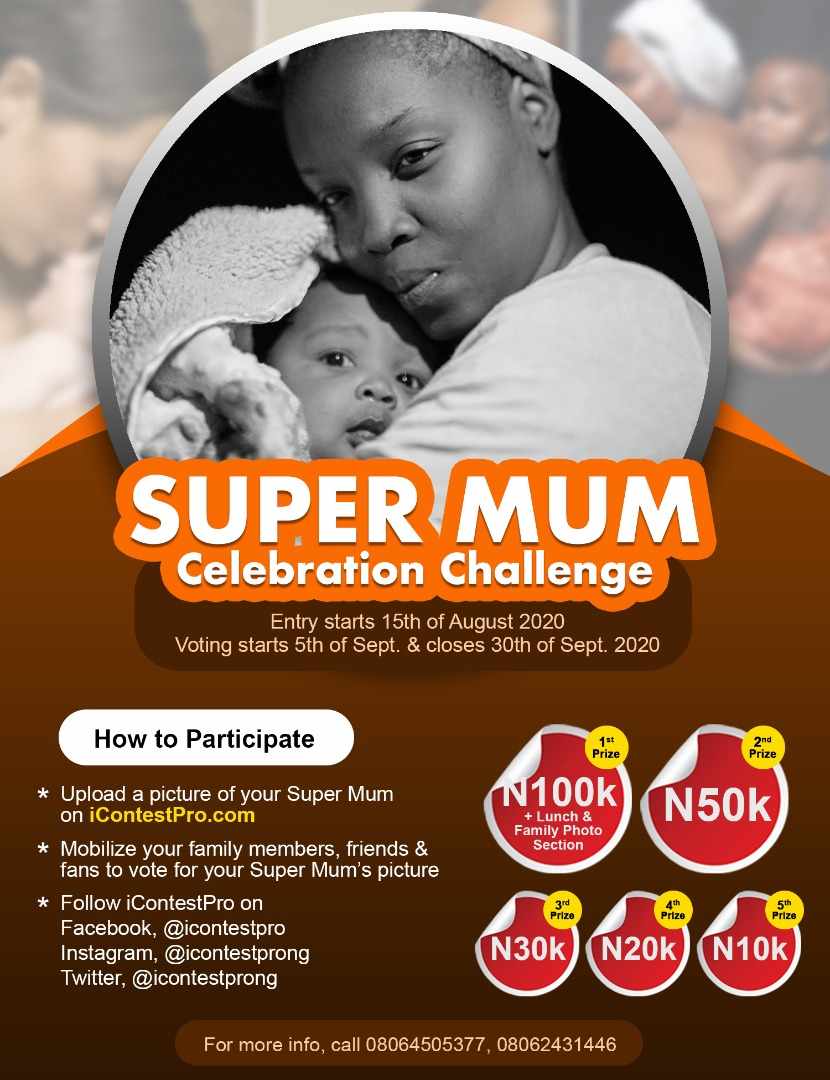 SUPER MUM
Celebration Challenge
Entry starts 15th of August 2020
Voting starts 5th of Sept. & closes 30th of Sept. 2020
How to Participate
* Upload a picture of your Super Mum
on iContestPro.com
* Mobilize your family members, friends &
fans to vote for your Super Mum's picture
* Follow iContestPro on
Facebook, @icontestpro
Instagram, @icontestprong
Twitter, @icontestprong
1st
Prize
N100k
+ Lunch &
Family Photo
Section
2nd
Prize
N50k
3rd
Prize
N30k
4th
Prize
N20k
5th
Prize
N10k
For more info, call 08064505377, 08062431446